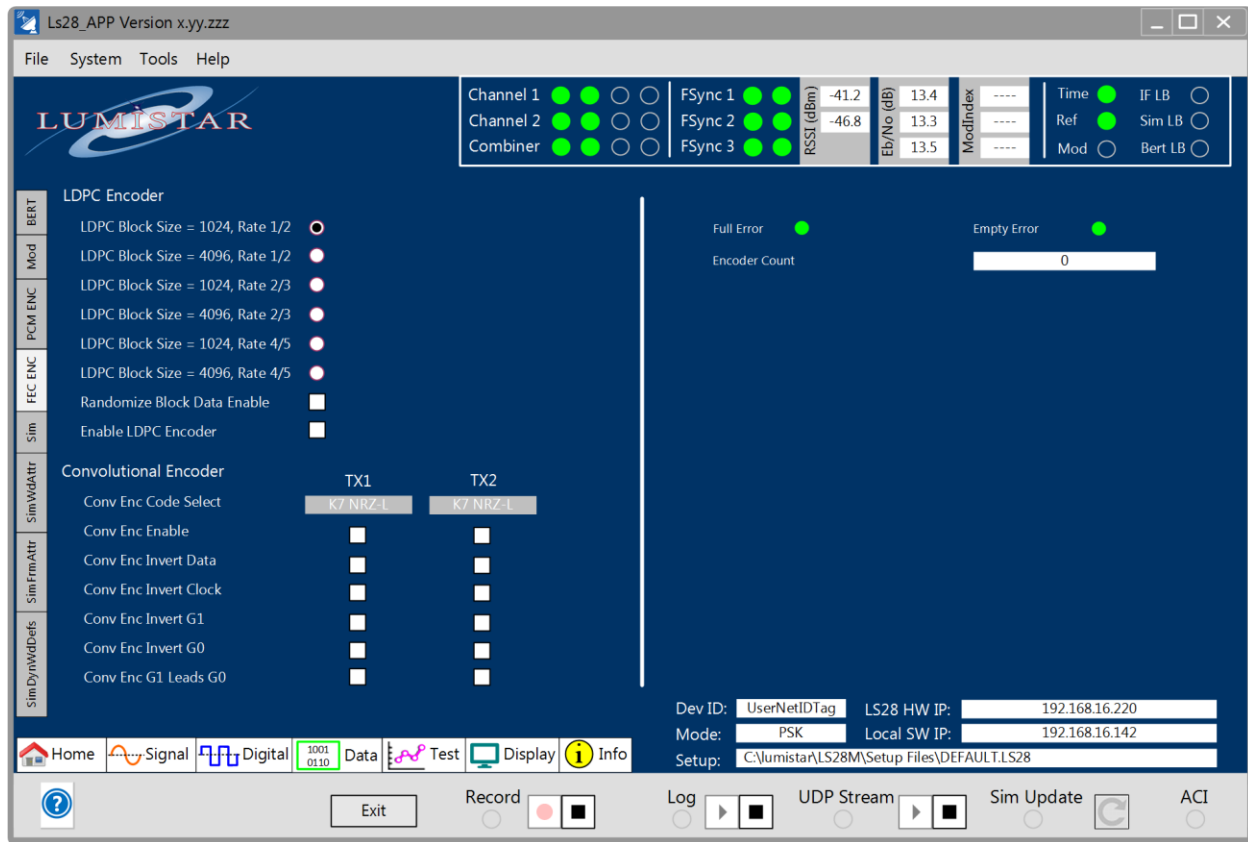 Ls28_APP Version x.yy.zzz
File System Tools Help
LUMISTAR
Channel 1
Channel 2
Combiner
FSync 1
FSync 2
FSync 3
RSSI (dBm)
-41.2
-46.8
Eb/No (dB)
13.4
13.3
13.5
ModIndex
----
----
----
Time
Ref
Mod
IF LB
Sim LB
Bert LB
BERT
Mod
PCM ENC
FEC ENC
Sim
SimWdAttr
SimFrmAttr
SimDynWdDefs
LDPC Encoder
LDPC Block Size = 1024, Rate 1/2
LDPC Block Size = 4096, Rate 1/2
LDPC Block Size = 1024, Rate 2/3
LDPC Block Size = 4096, Rate 2/3
LDPC Block Size = 1024, Rate 4/5
LDPC Block Size = 4096, Rate 4/5
Randomize Block Data Enable
Enable LDPC Encoder
Convolutional Encoder
TX1 TX2
Conv Enc Code Select K7 NRZ-L K7 NRZ-L
Conv Enc Enable
Conv Enc Invert Data
Conv Enc Invert Clock
Conv Enc Invert G1
Conv Enc Invert G0
Conv Enc G1 Leads G0
Full Error Empty Error
Encoder Count 0
Dev ID: UserNetIDTag LS28 HW IP: 192.168.16.220
Mode: PSK Local SW IP: 192.168.16.142
Setup: C:\lumistar\LS28M\Setup Files\DEFAULT.LS28
Home Signal Digital 1001 0110 Data Test Display i Info
? Exit Record Log UDP Stream Sim Update ACI